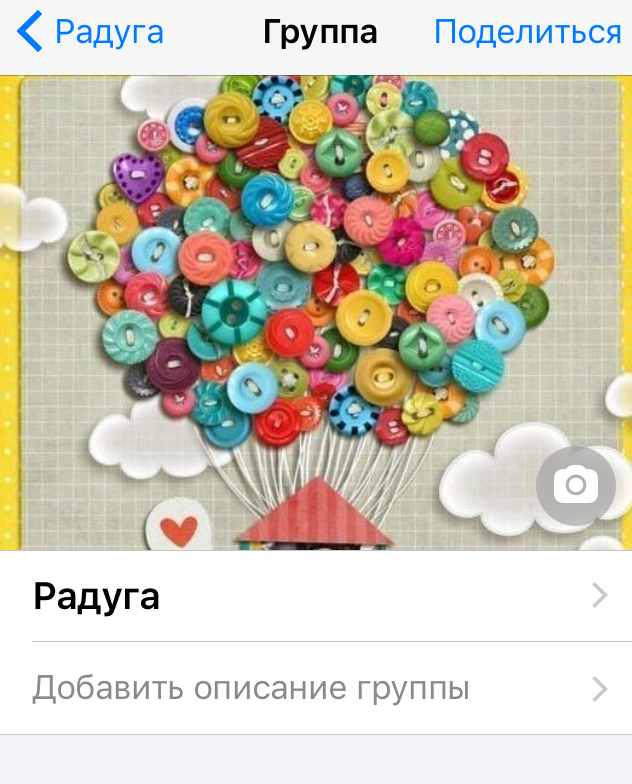 Радуга
Группа
Поделиться
Радуга
Добавить описание группы